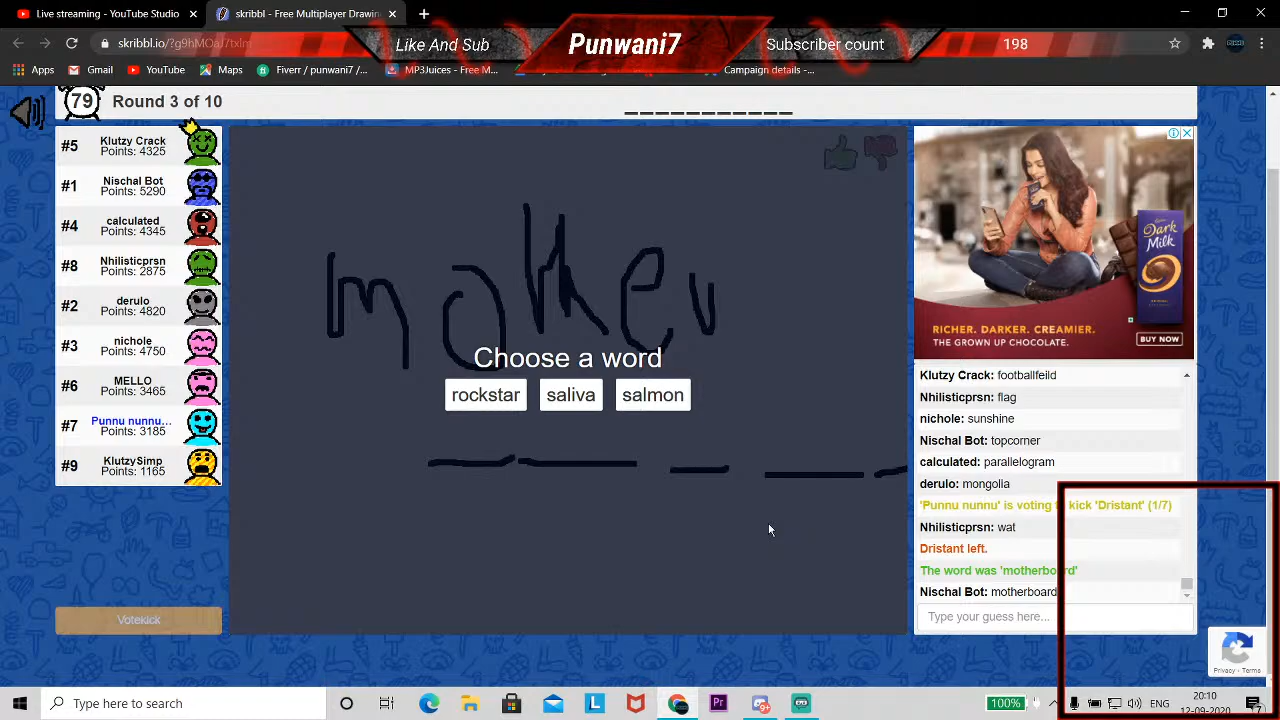 Live streaming - YouTube Studio
skribbl - Free Multiplayer Drawin
skribbl.io/?g9hMOaJ7txlm
Like And Sub
Punwani7
Subscriber count
198
Apps
Gmail
YouTube
Maps
Fiverr / punwani7 /...
MP3Juices - Free M...
Campaign details -...
79
Round 3 of 10
#5 Klutzy Crack
Points: 4325
#1 Nischal Bot
Points: 5290
#4 calculated
Points: 4345
#8 Nhilisticprsn
Points: 2875
#2 derulo
Points: 4820
#3 nichole
Points: 4750
#6 MELLO
Points: 3465
#7 Punnu nunnu...
Points: 3185
#9 KlutzySimp
Points: 1165
Votekick
Choose a word
rockstar
saliva
salmon
Cadbury
Dark
Milk
RICHER. DARKER. CREAMIER.
THE GROWN UP CHOCOLATE.
BUY NOW
Klutzy Crack: footballfeild
Nhilisticprsn: flag
nichole: sunshine
Nischal Bot: topcorner
calculated: parallelogram
derulo: mongolia
'Punnu nunnu' is voting to kick 'Dristant' (1/7)
Nhilisticprsn: wat
Dristant left.
The word was 'motherboard'
Nischal Bot: motherboard
Type your guess here...
Privacy - Terms
Type here to search
100%
ENG
20:10
12-09-2020